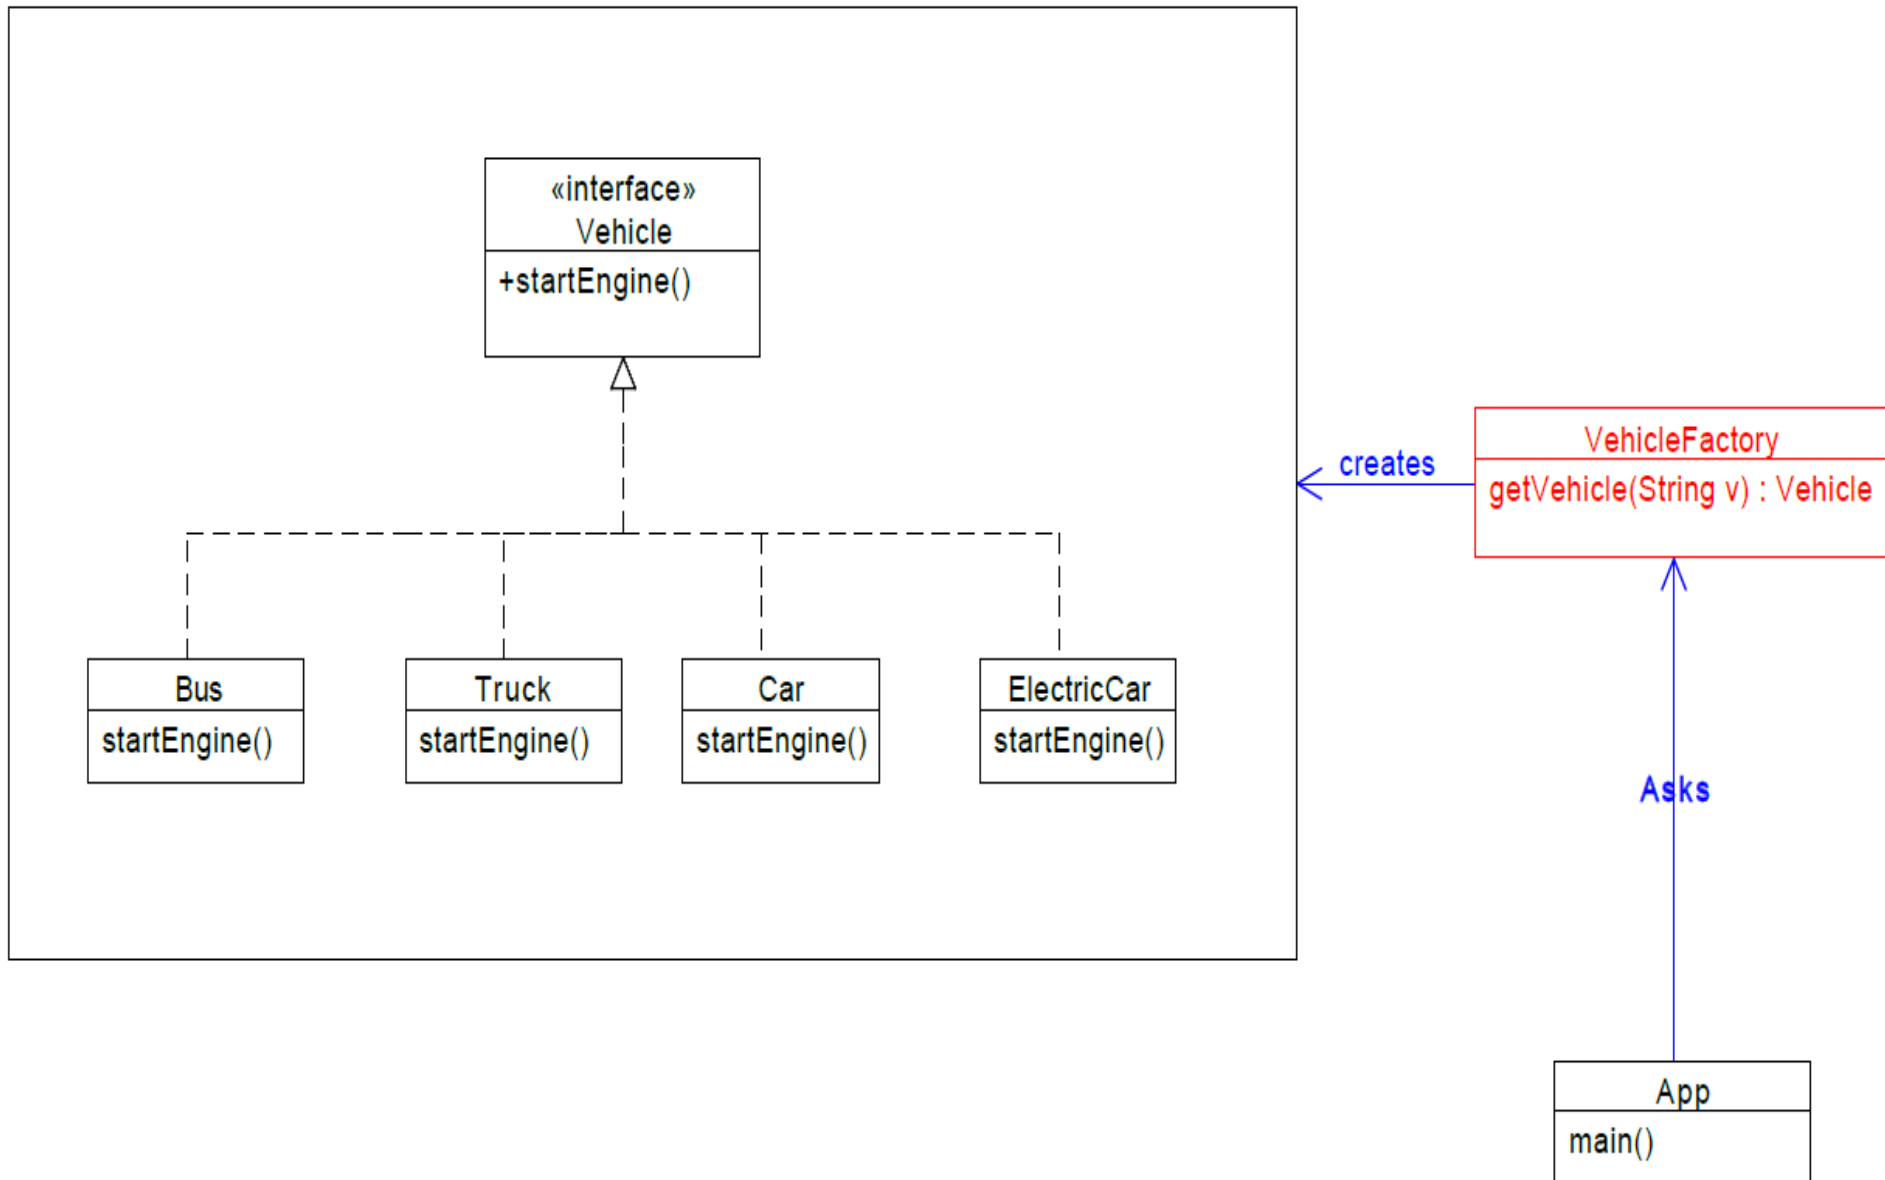 «interface»
Vehicle
+startEngine()
Bus
startEngine()
Truck
startEngine()
Car
startEngine()
ElectricCar
startEngine()
creates
VehicleFactory
getVehicle(String v) : Vehicle
Asks
App
main()